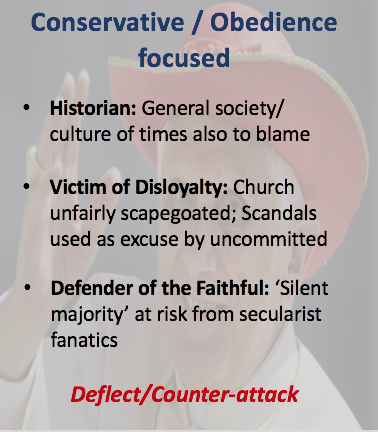 Conservative / Obedience
focused
• Historian: General society/
culture of times also to blame
• Victim of Disloyalty: Church
unfairly scapegoated; Scandals
used as excuse by uncommitted
• Defender of the Faithful: ‘Silent
majority’ at risk from secularist
fanatics
Deflect/Counter-attack